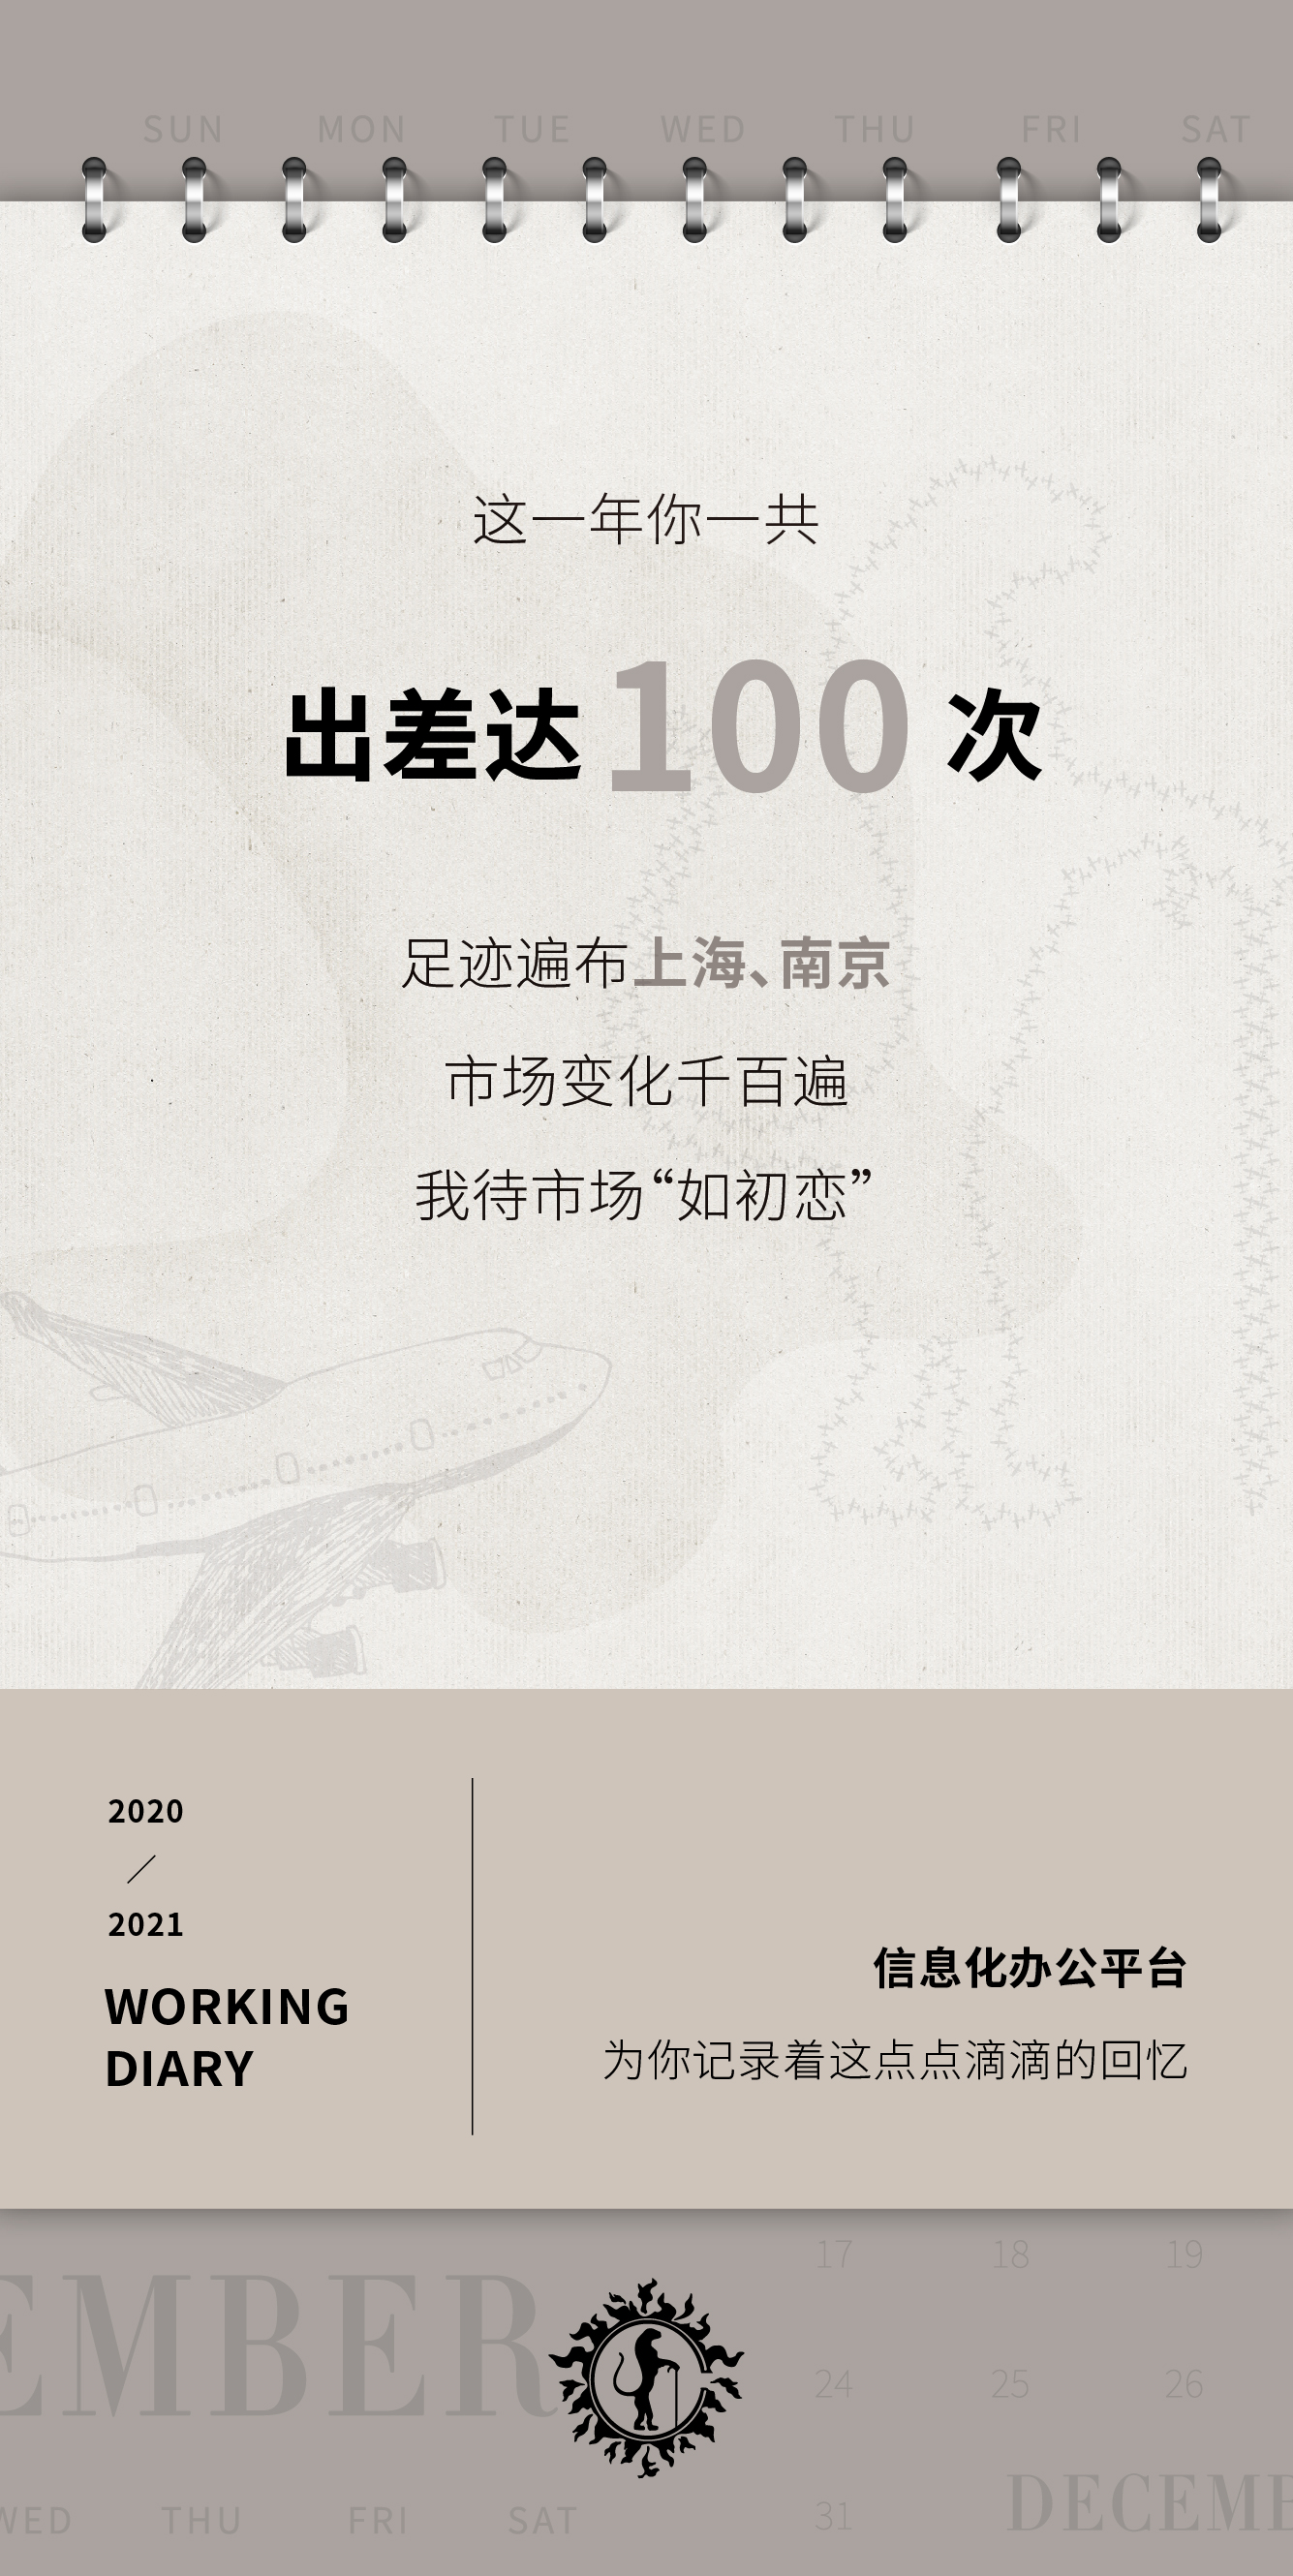 SUN MON TUE WED THU FRI SAT
这一年你一共
出差达100次
足迹遍布上海、南京
市场变化千百遍
我待市场“如初恋”
2020
／
2021
WORKING
DIARY
信息化办公平台
为你记录着这点点滴滴的回忆
17 18 19
EMBER
24 25 26
WED THU FRI SAT
31
DECEMB